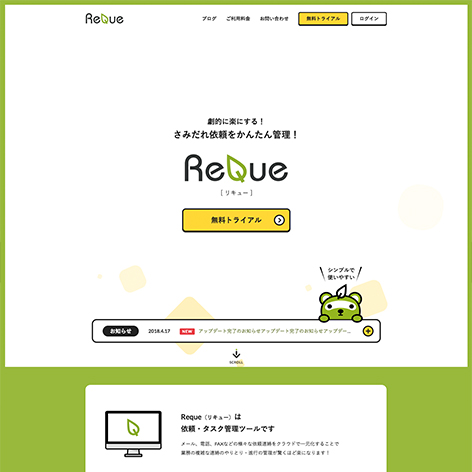 ReQue
ブログ
ご利用料金
お問い合わせ
無料トライアル
ログイン
劇的に楽にする！
さみだれ依頼をかんたん管理！
ReQue
[ リキュー ]
無料トライアル
シンプルで
使いやすい
お知らせ
2018.4.17
NEW
アップデート完了のお知らせアップデート完了のお知らせアップデー...
SCROLL
Reque（リキュー）は
依頼・タスク管理ツールです
メール、電話、FAXなどの様々な依頼連絡をクラウドで一元化することで
業務の複雑な連絡のやりとり・進行の管理が驚くほど楽になります！